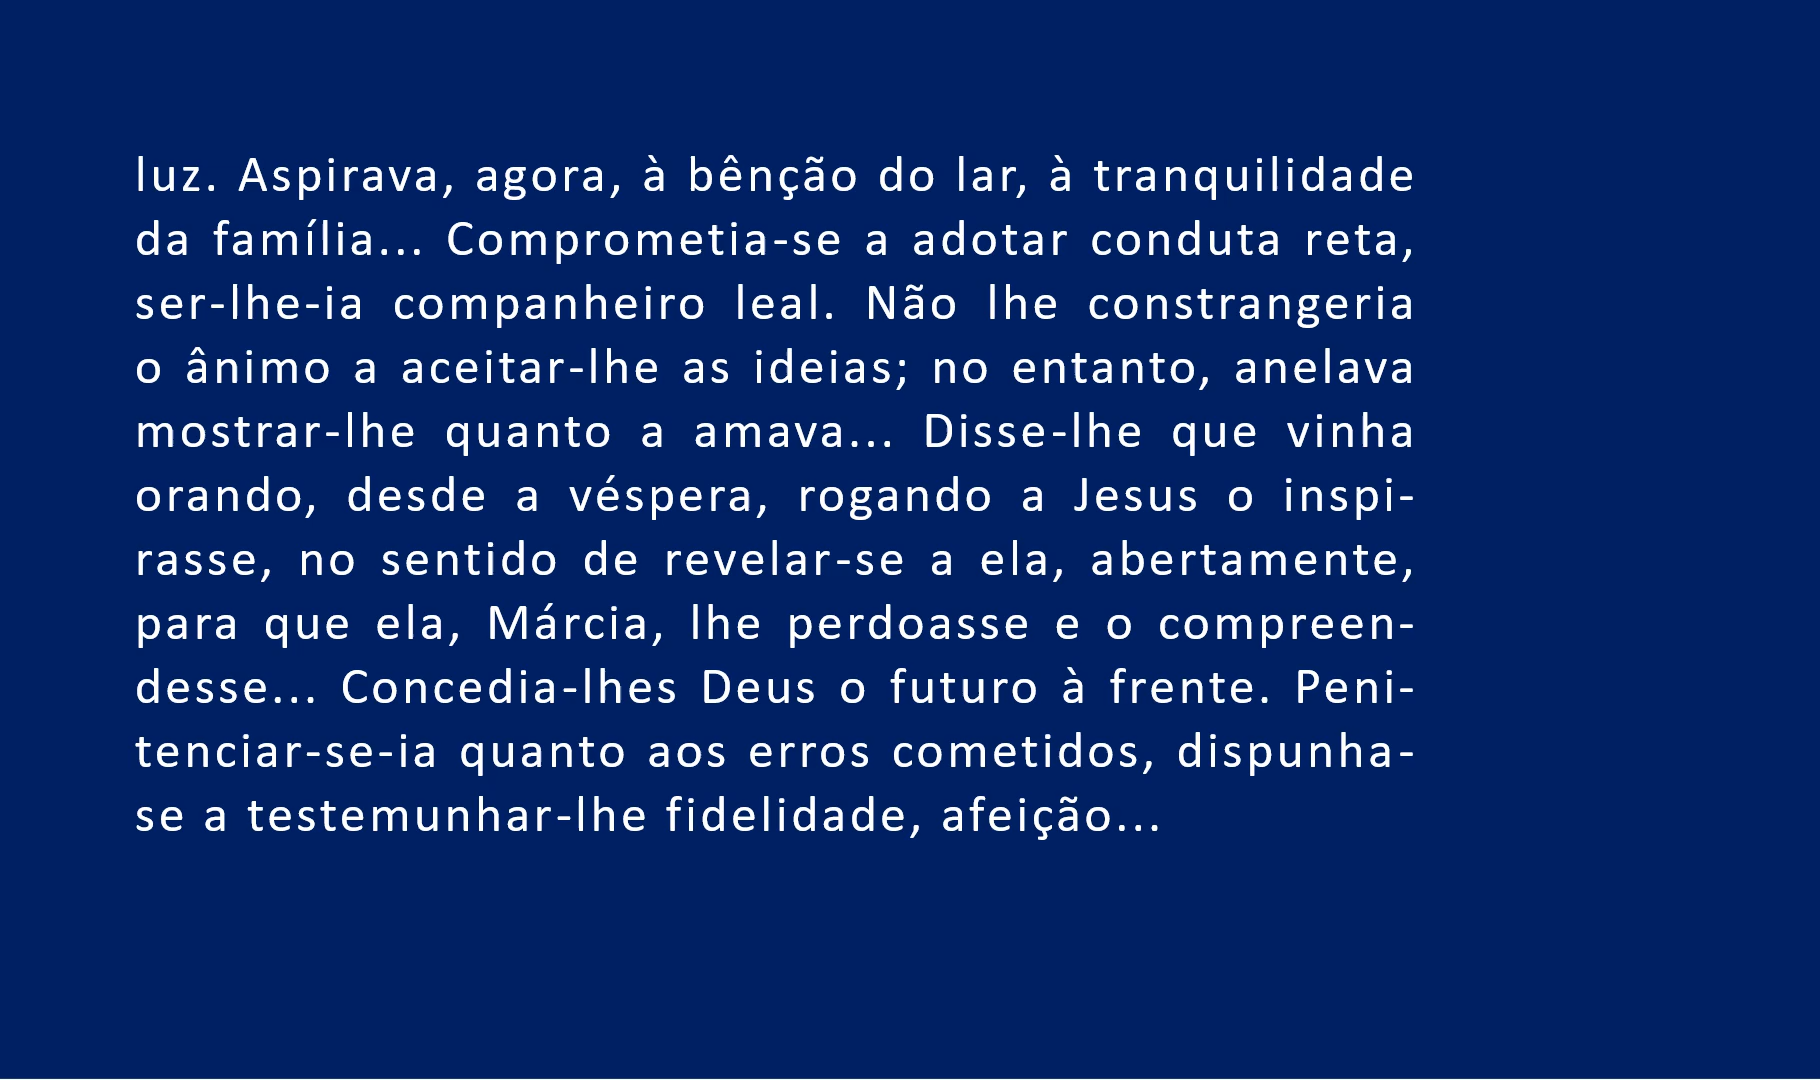 luz. Aspirava, agora, à bênção do lar, à tranquilidade
da família... Comprometia-se a adotar conduta reta,
ser-lhe-ia companheiro leal. Não lhe constrangeria
o ânimo a aceitar-lhe as ideias; no entanto, anelava
mostrar-lhe quanto a amava... Disse-lhe que vinha
orando, desde a véspera, rogando a Jesus o inspi-
rasse, no sentido de revelar-se a ela, abertamente,
para que ela, Márcia, lhe perdoasse e o compreen-
desse... Concedia-lhes Deus o futuro à frente. Peni-
tenciar-se-ia quanto aos erros cometidos, dispunha-
se a testemunhar-lhe fidelidade, afeição...